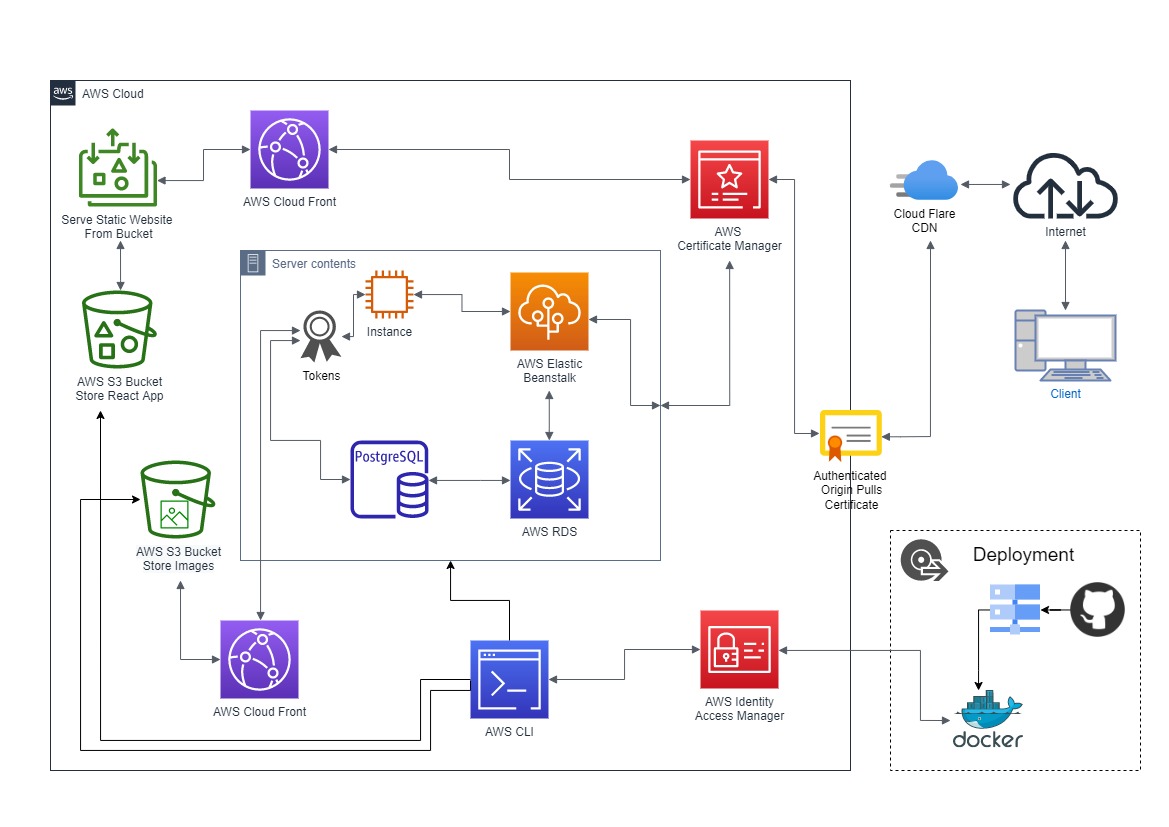 aws
AWS Cloud
AWS Cloud Front
Serve Static Website
From Bucket
AWS
Certificate Manager
Cloud Flare
CDN
Internet
Server contents
Instance
Tokens
AWS Elastic
Beanstalk
AWS S3 Bucket
Store React App
Client
PostgreSQL
AWS RDS
Authenticated
Origin Pulls
Certificate
AWS S3 Bucket
Store Images
Deployment
AWS Cloud Front
AWS CLI
AWS Identity
Access Manager
docker